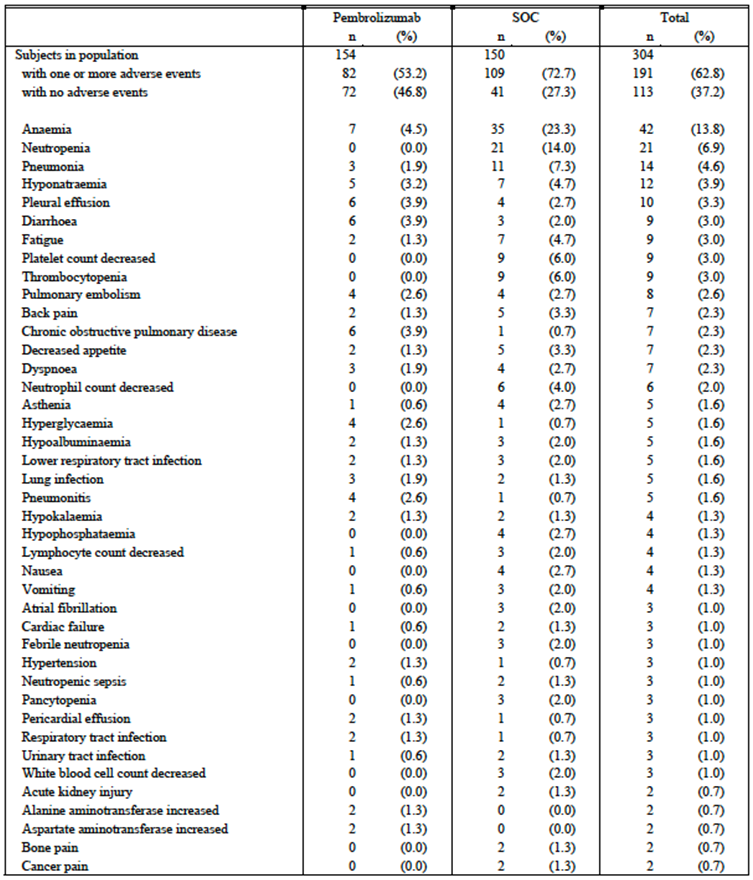 Pembrolizumab SOC Total
n (%) n (%) n (%)
Subjects in population 154 150 304
with one or more adverse events 82 (53.2) 109 (72.7) 191 (62.8)
with no adverse events 72 (46.8) 41 (27.3) 113 (37.2)
Anaemia 7 (4.5) 35 (23.3) 42 (13.8)
Neutropenia 0 (0.0) 21 (14.0) 21 (6.9)
Pneumonia 3 (1.9) 11 (7.3) 14 (4.6)
Hyponatraemia 5 (3.2) 7 (4.7) 12 (3.9)
Pleural effusion 6 (3.9) 4 (2.7) 10 (3.3)
Diarrhoea 6 (3.9) 3 (2.0) 9 (3.0)
Fatigue 2 (1.3) 7 (4.7) 9 (3.0)
Platelet count decreased 0 (0.0) 9 (6.0) 9 (3.0)
Thrombocytopenia 0 (0.0) 9 (6.0) 9 (3.0)
Pulmonary embolism 4 (2.6) 4 (2.7) 8 (2.6)
Back pain 2 (1.3) 5 (3.3) 7 (2.3)
Chronic obstructive pulmonary disease 6 (3.9) 1 (0.7) 7 (2.3)
Decreased appetite 2 (1.3) 5 (3.3) 7 (2.3)
Dyspnoea 3 (1.9) 4 (2.7) 7 (2.3)
Neutrophil count decreased 0 (0.0) 6 (4.0) 6 (2.0)
Asthenia 1 (0.6) 4 (2.7) 5 (1.6)
Hyperglycaemia 4 (2.6) 1 (0.7) 5 (1.6)
Hypoalbuminaemia 2 (1.3) 3 (2.0) 5 (1.6)
Lower respiratory tract infection 2 (1.3) 3 (2.0) 5 (1.6)
Lung infection 3 (1.9) 2 (1.3) 5 (1.6)
Pneumonitis 4 (2.6) 1 (0.7) 5 (1.6)
Hypokalaemia 2 (1.3) 2 (1.3) 4 (1.3)
Hypophosphataemia 0 (0.0) 4 (2.7) 4 (1.3)
Lymphocyte count decreased 1 (0.6) 3 (2.0) 4 (1.3)
Nausea 0 (0.0) 4 (2.7) 4 (1.3)
Vomiting 1 (0.6) 3 (2.0) 4 (1.3)
Atrial fibrillation 0 (0.0) 3 (2.0) 3 (1.0)
Cardiac failure 1 (0.6) 2 (1.3) 3 (1.0)
Febrile neutropenia 0 (0.0) 3 (2.0) 3 (1.0)
Hypertension 2 (1.3) 1 (0.7) 3 (1.0)
Neutropenic sepsis 1 (0.6) 2 (1.3) 3 (1.0)
Pancytopenia 0 (0.0) 3 (2.0) 3 (1.0)
Pericardial effusion 2 (1.3) 1 (0.7) 3 (1.0)
Respiratory tract infection 2 (1.3) 1 (0.7) 3 (1.0)
Urinary tract infection 1 (0.6) 2 (1.3) 3 (1.0)
White blood cell count decreased 0 (0.0) 3 (2.0) 3 (1.0)
Acute kidney injury 0 (0.0) 2 (1.3) 2 (0.7)
Alanine aminotransferase increased 2 (1.3) 0 (0.0) 2 (0.7)
Aspartate aminotransferase increased 2 (1.3) 0 (0.0) 2 (0.7)
Bone pain 0 (0.0) 2 (1.3) 2 (0.7)
Cancer pain 0 (0.0) 2 (1.3) 2 (0.7)